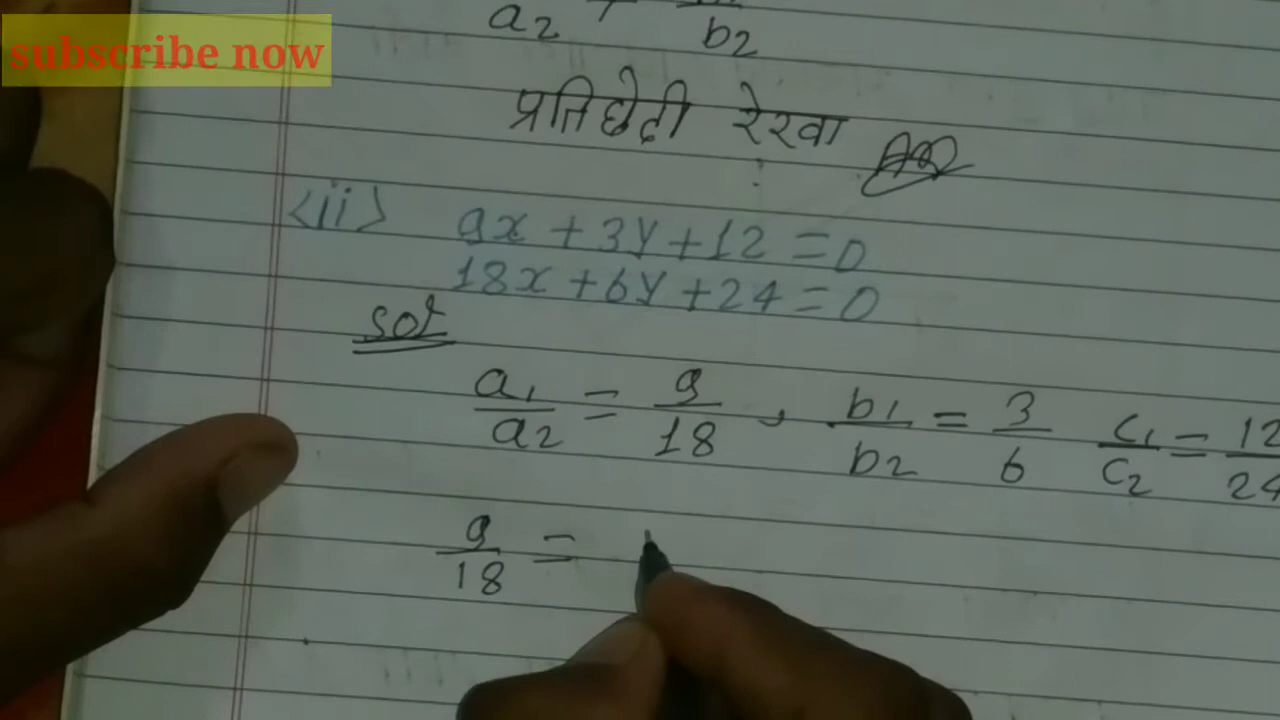 subscribe now
a2 ≠ b2
प्रतिछेदी रेखा Ans
<ii> 9x + 3y + 12 = 0
18x + 6y + 24 = 0
Sol
a1/a2 = 9/18 , b1/b2 = 3/6 c1/c2 = 12/24
9/18 =